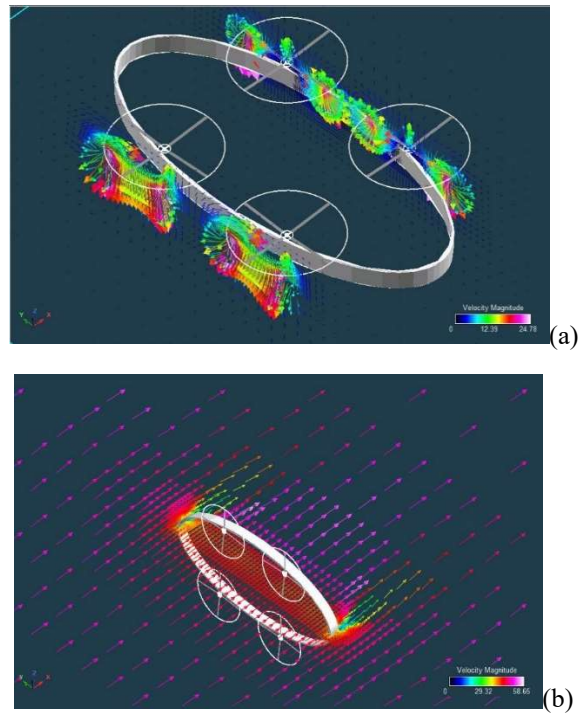 Velocity Magnitude
0 12.39 24.78
(a)
Velocity Magnitude
0 29.32 58.65
(b)